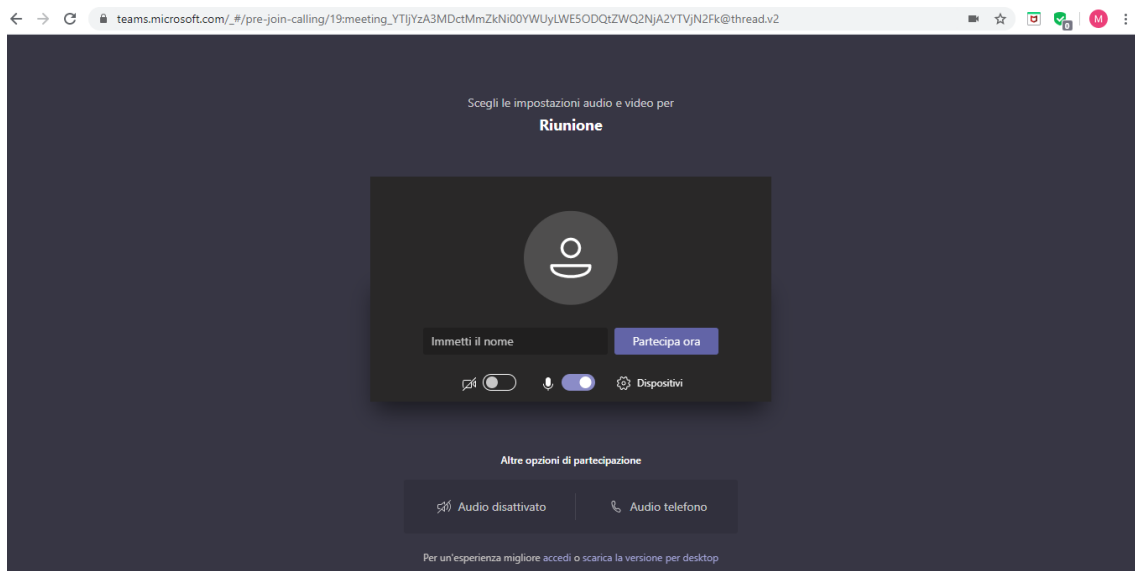 teams.microsoft.com/_#/pre-join-calling/19:meeting_YTljYzA3MDctMmZkNi00YWUyLWE5ODQtZWQ2NjA2YTVjN2Fk@thread.v2
0
M
Scegli le impostazioni audio e video per
Riunione
Immetti il nome
Partecipa ora
Dispositivi
Altre opzioni di partecipazione
Audio disattivato
Audio telefono
Per un'esperienza migliore accedi o scarica la versione per desktop